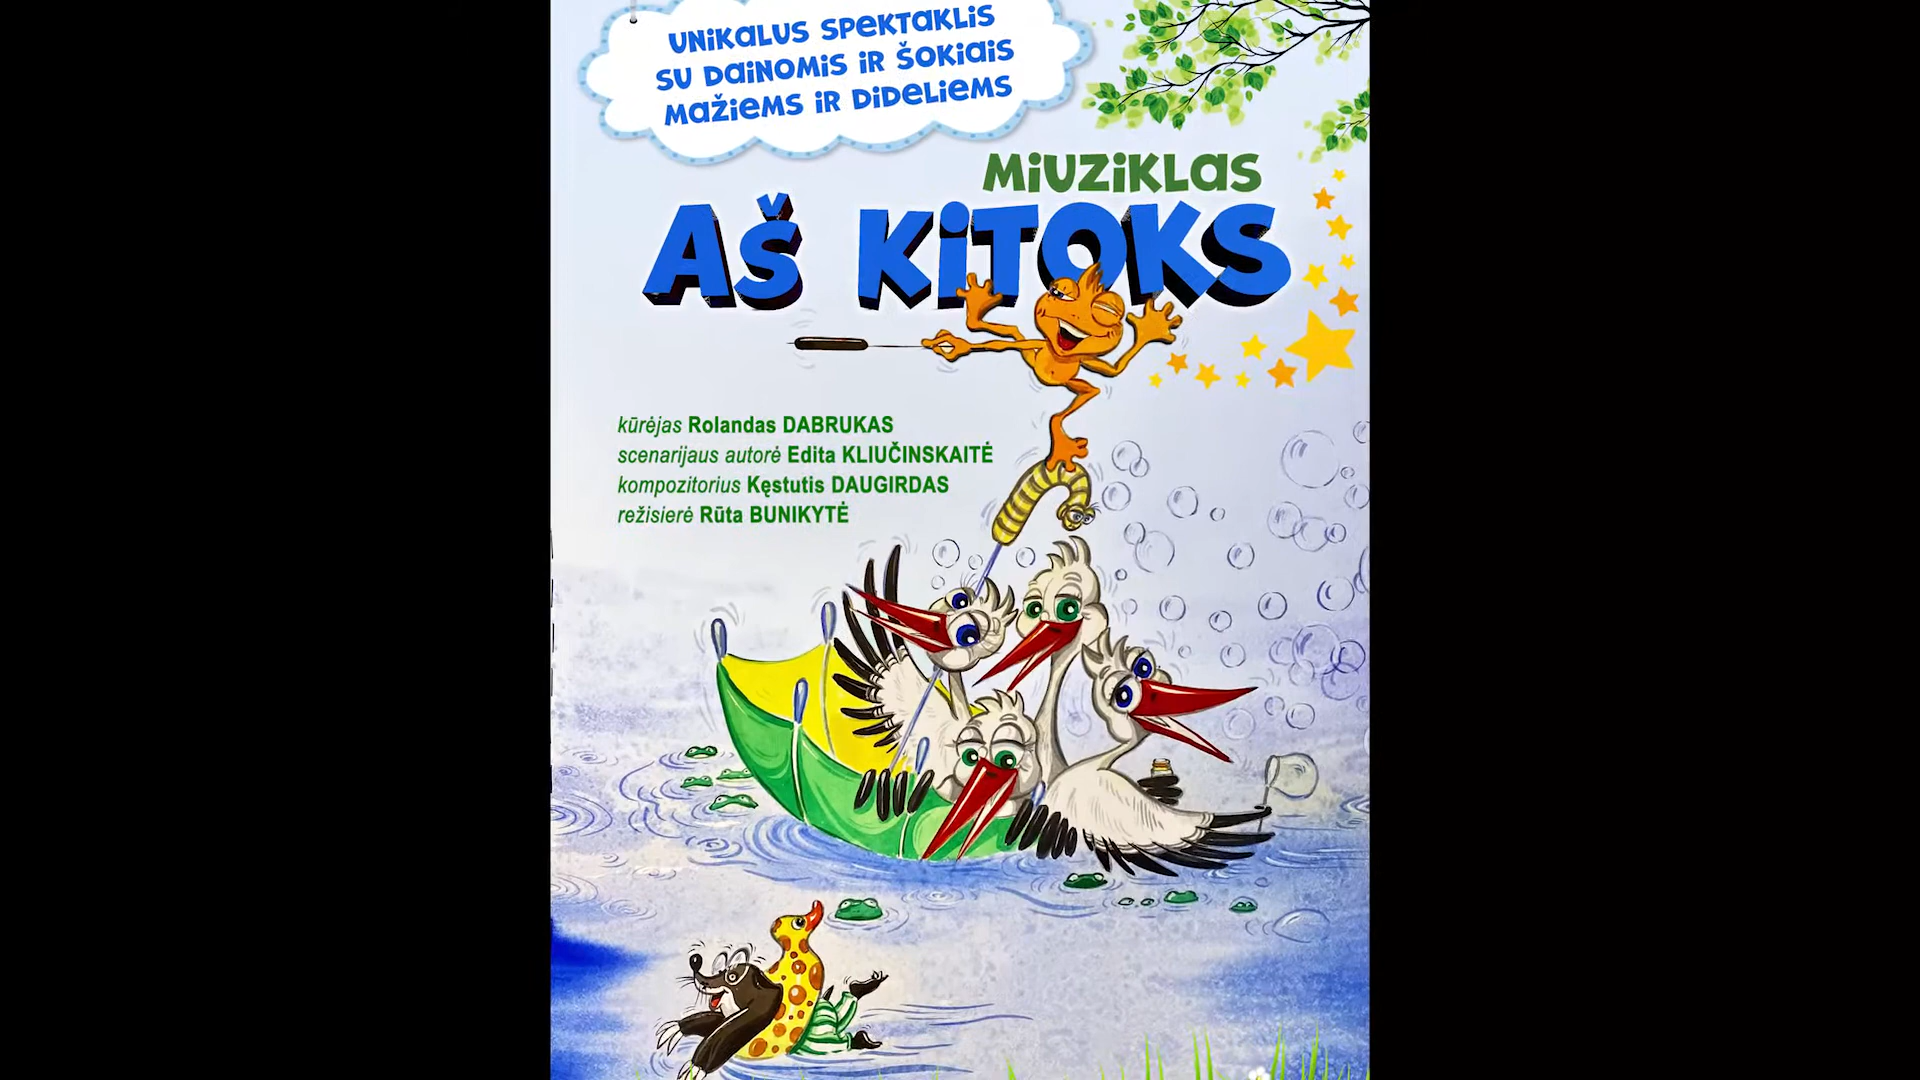 UNIKALUS SPEKTAKLIS
SU DAINOMIS IR ŠOKIAIS
MAŽIEMS IR DIDELIEMS
MIUZIKLAS
AŠ KITOKS
kūrėjas Rolandas DABRUKAS
scenarijaus autorė Edita KLIUČINSKAITĖ
kompozitorius Kęstutis DAUGIRDAS
režisierė Rūta BUNIKYTĖ